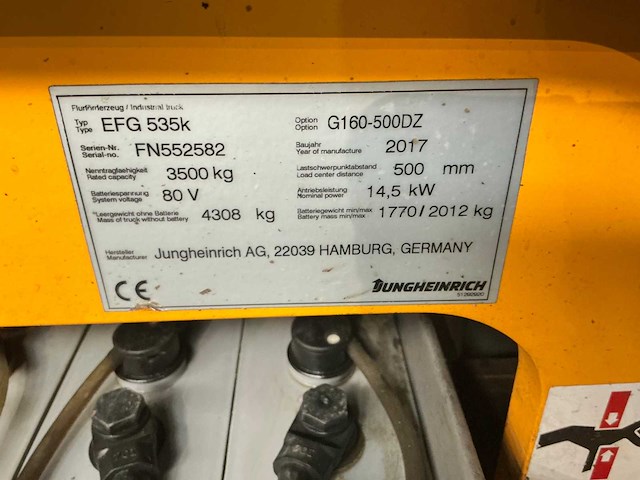 Flurförderzeug / Industrial truck
Typ
Type
EFG 535k
Option
Option
G160-500DZ
Serien-Nr.
Serial-no.
FN552582
Baujahr
Year of manufacture
2017
Nenntragfaehigkeit
Rated capacity
3500 kg
Lastschwerpunktabstand
Load center distance
500 mm
Batteriespannung
System voltage
80 V
Antriebsleistung
Nominal power
14,5 kW
*Leergewicht ohne Batterie
Mass of truck without battery
4308 kg
Batteriegewicht min/max
Battery mass min/max
1770 / 2012 kg
Hersteller
Manufacturer
Jungheinrich AG, 22039 HAMBURG, GERMANY
CE
JUNGHEINRICH